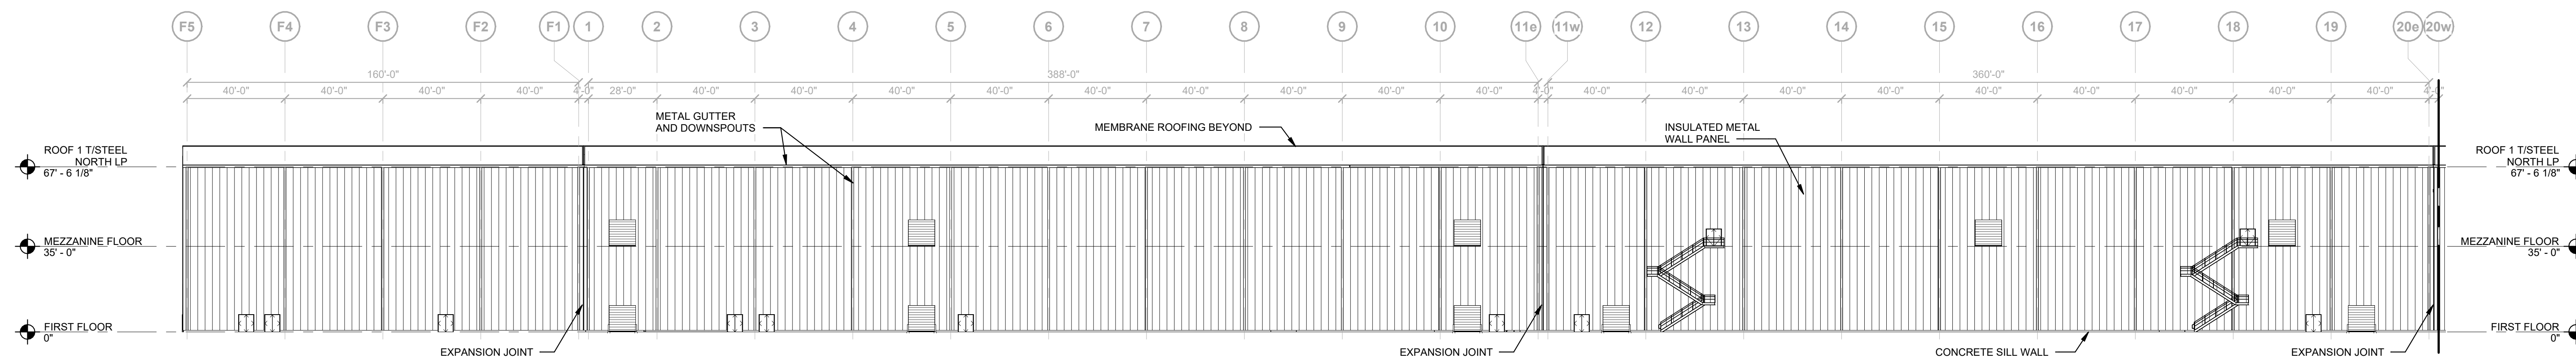 F5 F4 F3 F2 F1 1 2 3 4 5 6 7 8 9 10 11e 11w 12 13 14 15 16 17 18 19 20e 20w
160'-0" 388'-0" 360'-0"
40'-0" 40'-0" 40'-0" 40'-0" 4'-0" 28'-0" 40'-0" 40'-0" 40'-0" 40'-0" 40'-0" 40'-0" 40'-0" 40'-0" 40'-0" 4'-0" 40'-0" 40'-0" 40'-0" 40'-0" 40'-0" 40'-0" 40'-0" 40'-0" 40'-0" 4'-0"
METAL GUTTER
AND DOWNSPOUTS
MEMBRANE ROOFING BEYOND
INSULATED METAL
WALL PANEL
ROOF 1 T/STEEL
NORTH LP
67' - 6 1/8"
ROOF 1 T/STEEL
NORTH LP
67' - 6 1/8"
MEZZANINE FLOOR
35' - 0"
MEZZANINE FLOOR
35' - 0"
FIRST FLOOR
0"
FIRST FLOOR
0"
EXPANSION JOINT
EXPANSION JOINT
CONCRETE SILL WALL
EXPANSION JOINT